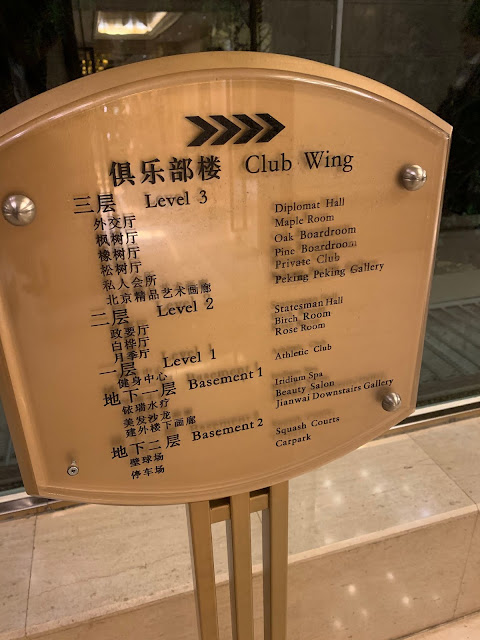 俱乐部楼 Club Wing
三层 Level 3
外交厅 Diplomat Hall
枫树厅 Maple Room
橡树厅 Oak Boardroom
松树厅 Pine Boardroom
私人会所 Private Club
北京精品艺术画廊 Peking Peking Gallery
二层 Level 2
政要厅 Statesman Hall
白桦厅 Birch Room
月季厅 Rose Room
一层 Level 1
健身中心 Athletic Club
地下一层 Basement 1
铱瑞水疗 Iridium Spa
美发沙龙 Beauty Salon
建外楼下画廊 Jianwai Downstairs Gallery
地下二层 Basement 2
壁球场 Squash Courts
停车场 Carpark